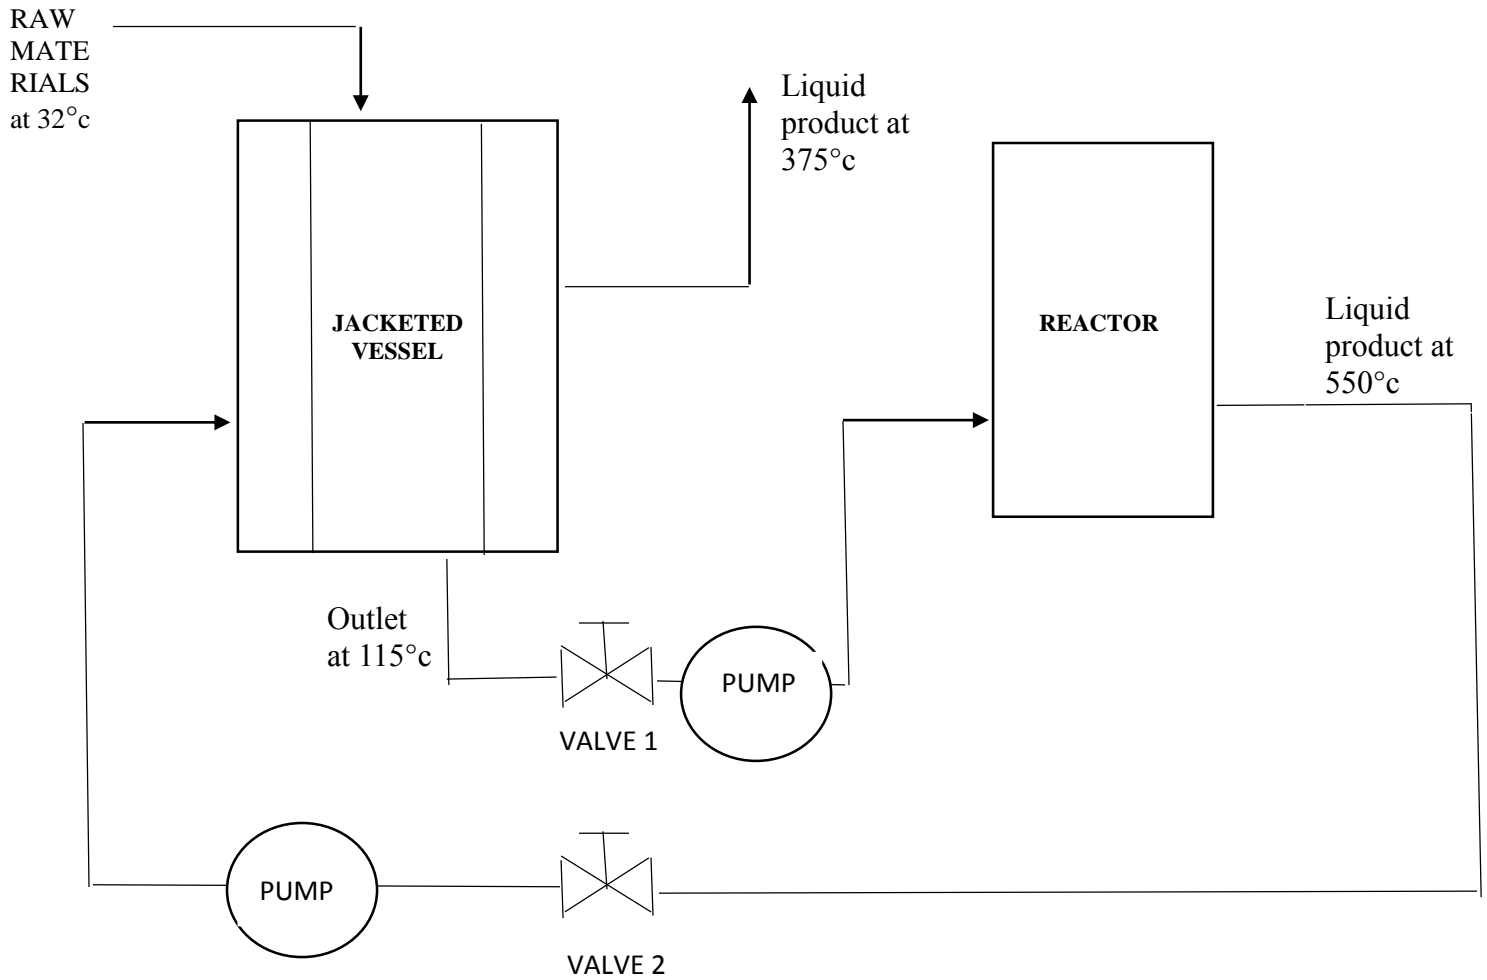 RAW
MATE
RIALS
at 32°c
Liquid
product at
375°c
JACKETED
VESSEL
REACTOR
Liquid
product at
550°c
Outlet
at 115°c
PUMP
VALVE 1
PUMP
VALVE 2